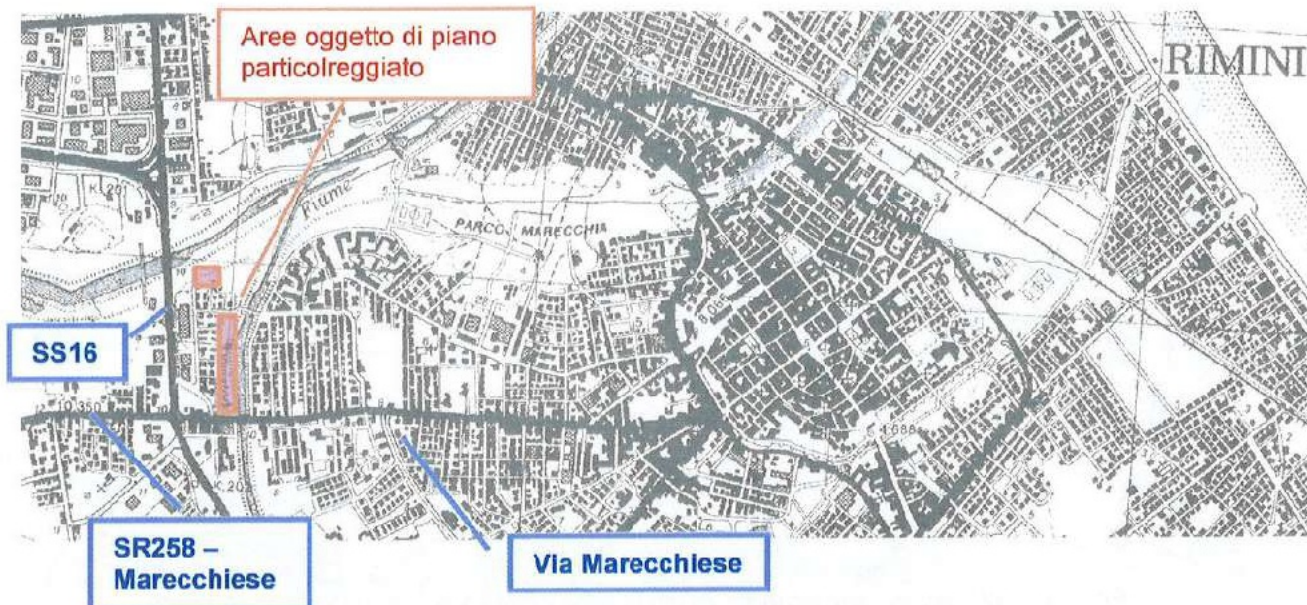 Aree oggetto di piano
particolreggiato
RIMINI
Fiume
PARCO MARECCHIA
SS16
SR258 –
Marecchiese
Via Marecchiese